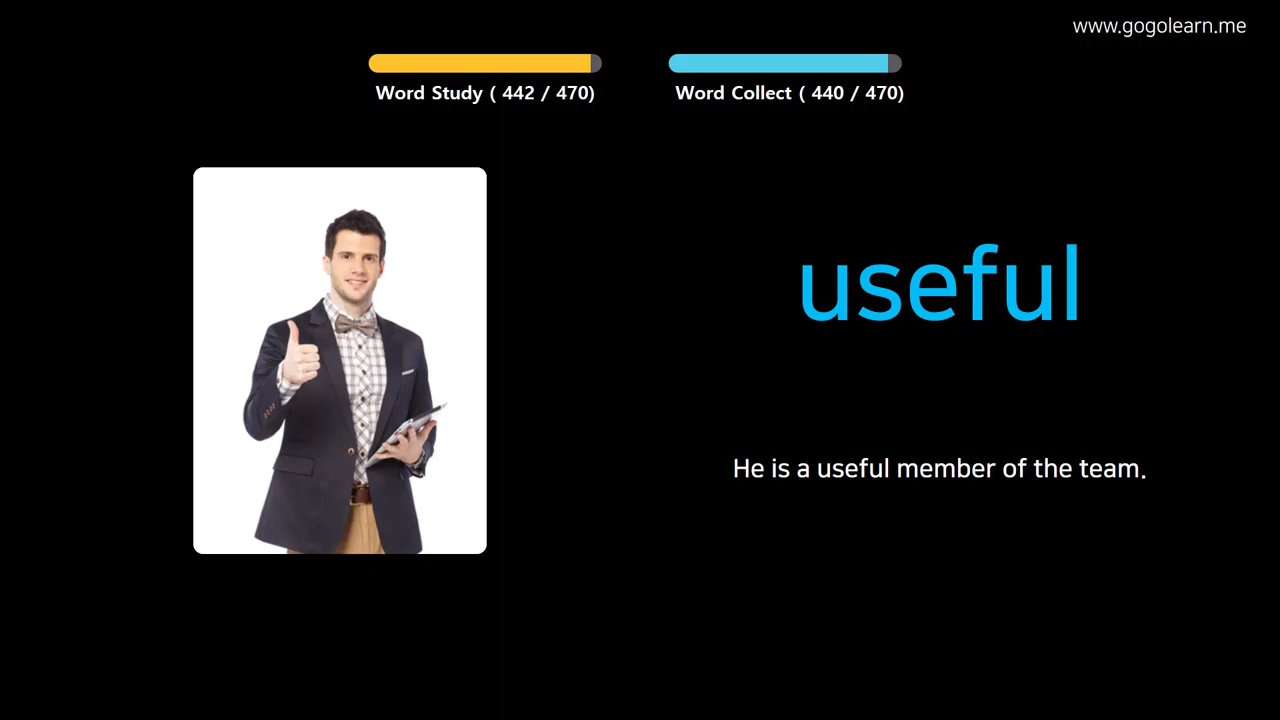 www.gogolearn.me
Word Study ( 442 / 470)
Word Collect ( 440 / 470)
useful
He is a useful member of the team.